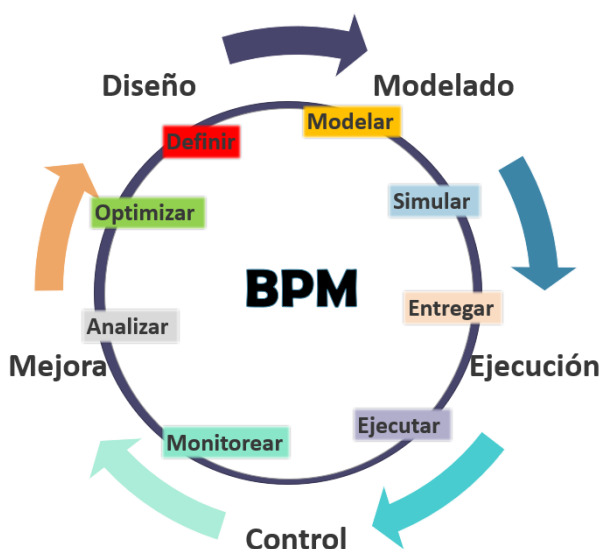 Diseño
Modelado
Modelar
Definir
Simular
Optimizar
BPM
Entregar
Analizar
Mejora
Ejecución
Ejecutar
Monitorear
Control